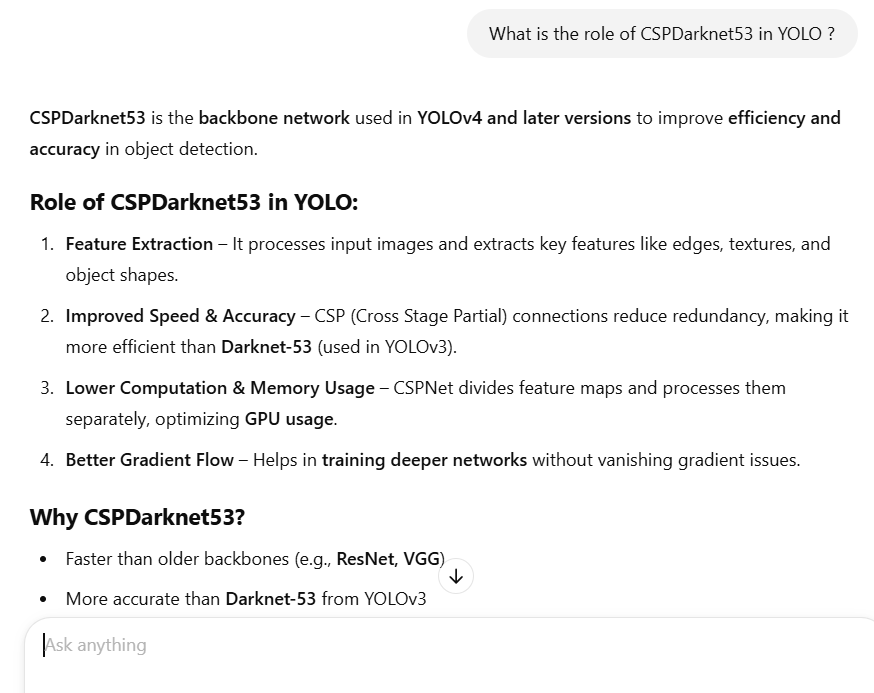 What is the role of CSPDarknet53 in YOLO ?
CSPDarknet53 is the backbone network used in YOLOv4 and later versions to improve efficiency and
accuracy in object detection.
Role of CSPDarknet53 in YOLO:
1. Feature Extraction – It processes input images and extracts key features like edges, textures, and
object shapes.
2. Improved Speed & Accuracy – CSP (Cross Stage Partial) connections reduce redundancy, making it
more efficient than Darknet-53 (used in YOLOv3).
3. Lower Computation & Memory Usage – CSPNet divides feature maps and processes them
separately, optimizing GPU usage.
4. Better Gradient Flow – Helps in training deeper networks without vanishing gradient issues.
Why CSPDarknet53?
• Faster than older backbones (e.g., ResNet, VGG)
• More accurate than Darknet-53 from YOLOv3
Ask anything